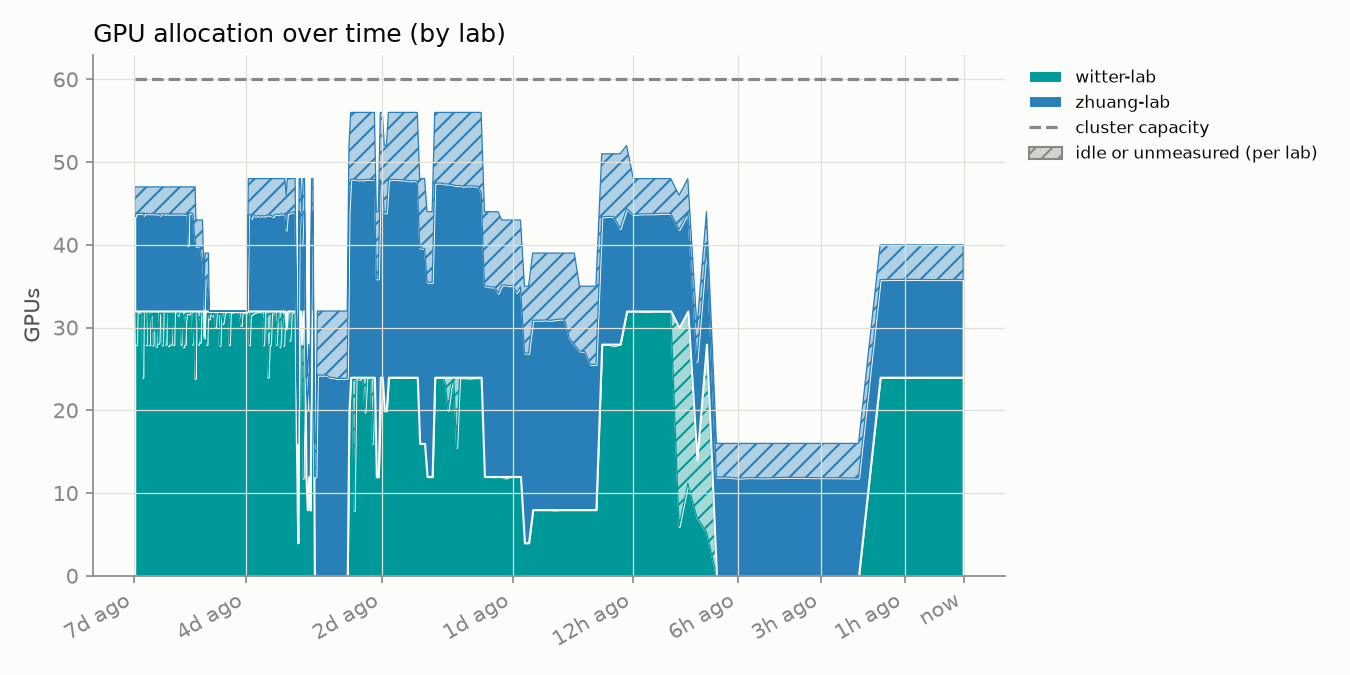 GPU allocation over time (by lab)
witter-lab
zhuang-lab
cluster capacity
idle or unmeasured (per lab)
GPUs
60
50
40
30
20
10
0
7d ago
4d ago
2d ago
1d ago
12h ago
6h ago
3h ago
1h ago
now